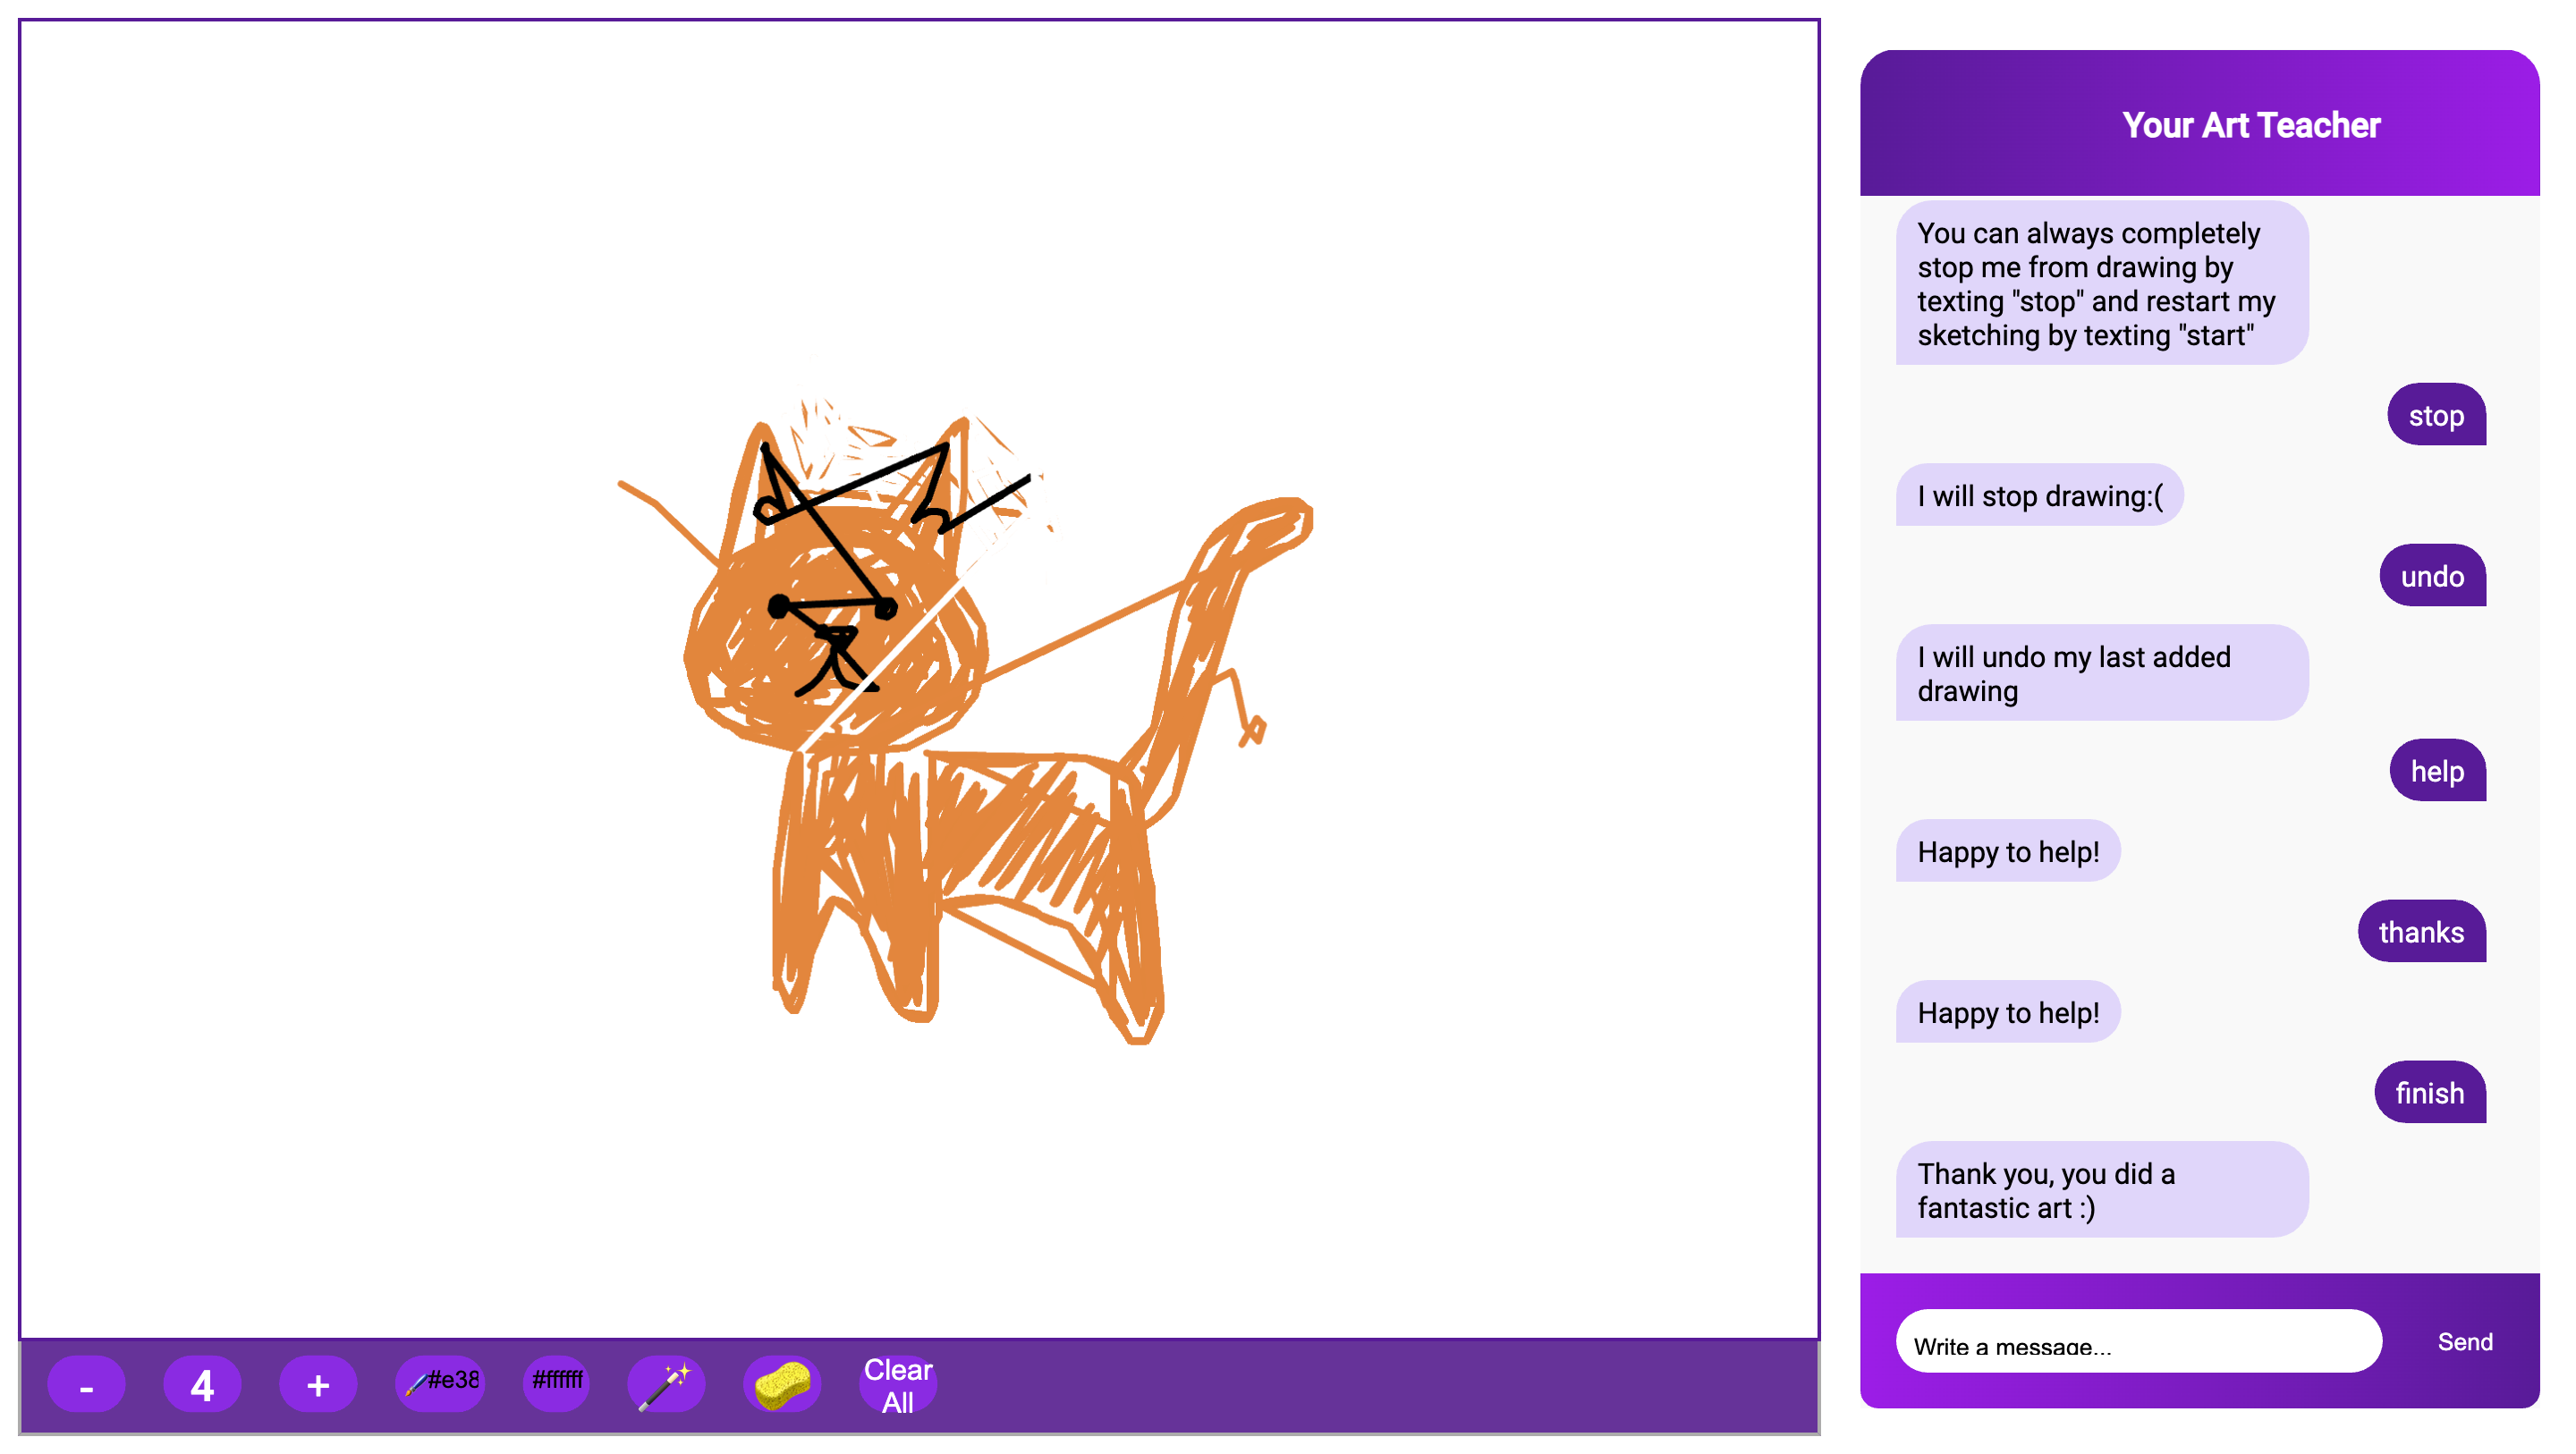 Your Art Teacher
You can always completely
stop me from drawing by
texting "stop" and restart my
sketching by texting "start"
stop
I will stop drawing:(
undo
I will undo my last added
drawing
help
Happy to help!
thanks
Happy to help!
finish
Thank you, you did a
fantastic art :)
Write a message...
Send
- 4 + #e38 #ffffff Clear
All